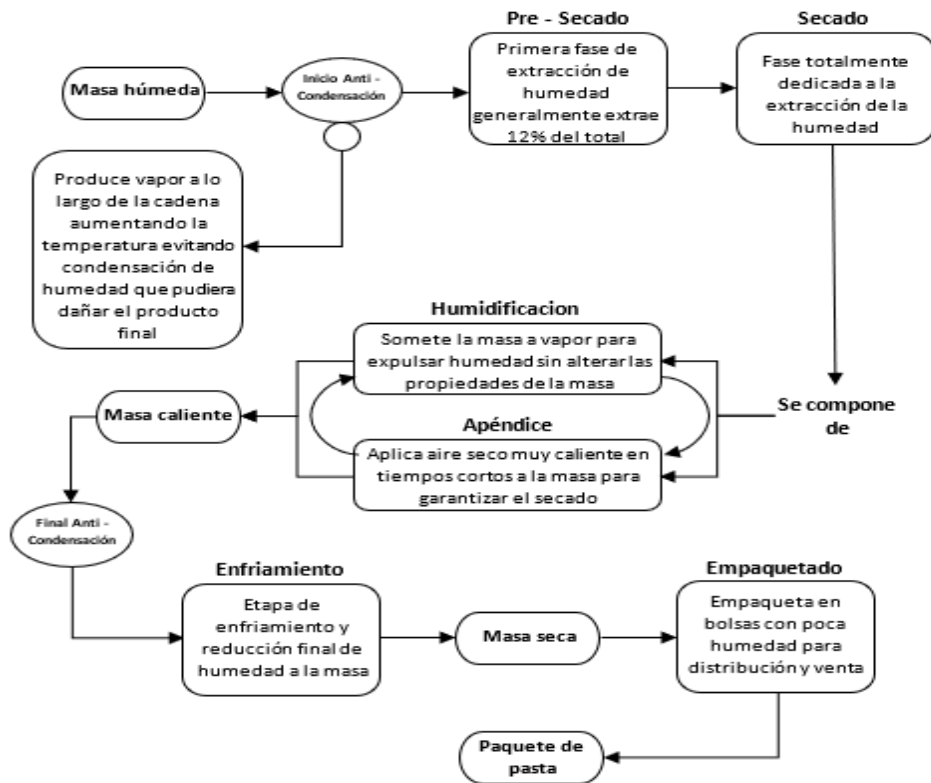 Pre - Secado
Primera fase de
extracción de
humedad
generalmente extrae
12% del total
Secado
Fase totalmente
dedicada a la
extracción de la
humedad
Masa húmeda
Inicio Anti -
Condensación
Produce vapor a lo
largo de la cadena
aumentando la
temperatura evitando
condensación de
humedad que pudiera
dañar el producto
final
Humidificacion
Somete la masa a vapor para
expulsar humedad sin alterar las
propiedades de la masa
Se compone
de
Apéndice
Aplica aire seco muy caliente en
tiempos cortos a la masa para
garantizar el secado
Masa caliente
Final Anti -
Condensación
Enfriamiento
Etapa de
enfriamiento y
reducción final de
humedad a la masa
Masa seca
Empaquetado
Empaqueta en
bolsas con poca
humedad para
distribución y venta
Paquete de
pasta